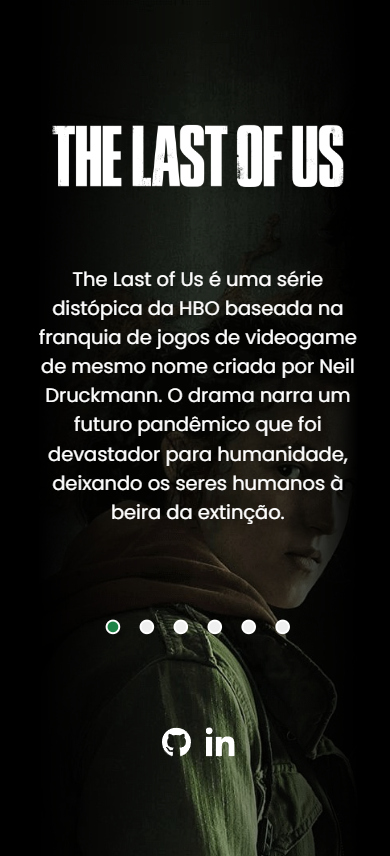 THE LAST OF US
The Last of Us é uma série
distópica da HBO baseada na
franquia de jogos de videogame
de mesmo nome criada por Neil
Druckmann. O drama narra um
futuro pandêmico que foi
devastador para humanidade,
deixando os seres humanos à
beira da extinção.
in